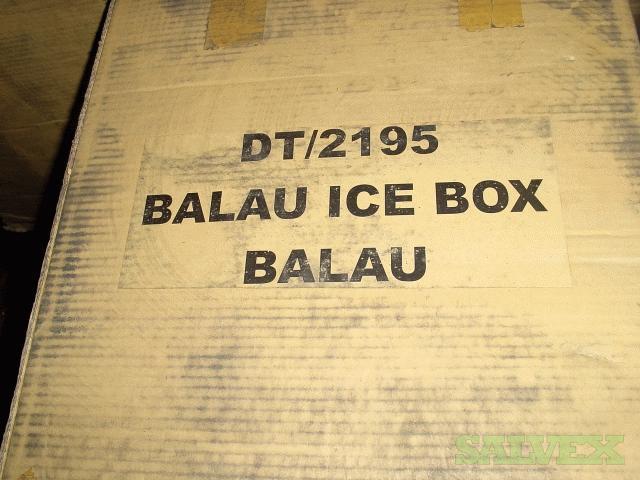 DT/2195
BALAU ICE BOX
BALAU
SALVEX